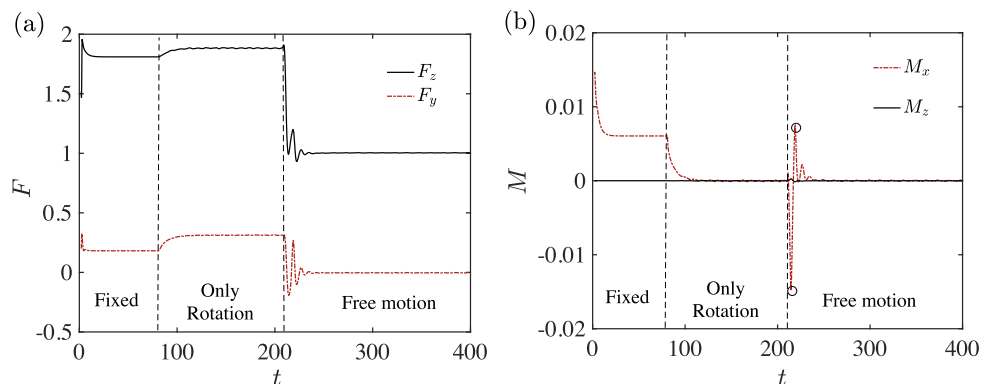 (a)
2
1.5
1
0.5
0
-0.5
F
F_z
F_y
Fixed
Only
Rotation
Free motion
0
100
200
300
400
t
(b)
0.02
0.01
0
-0.01
-0.02
M
M_x
M_z
Fixed
Only
Rotation
Free motion
0
100
200
300
400
t